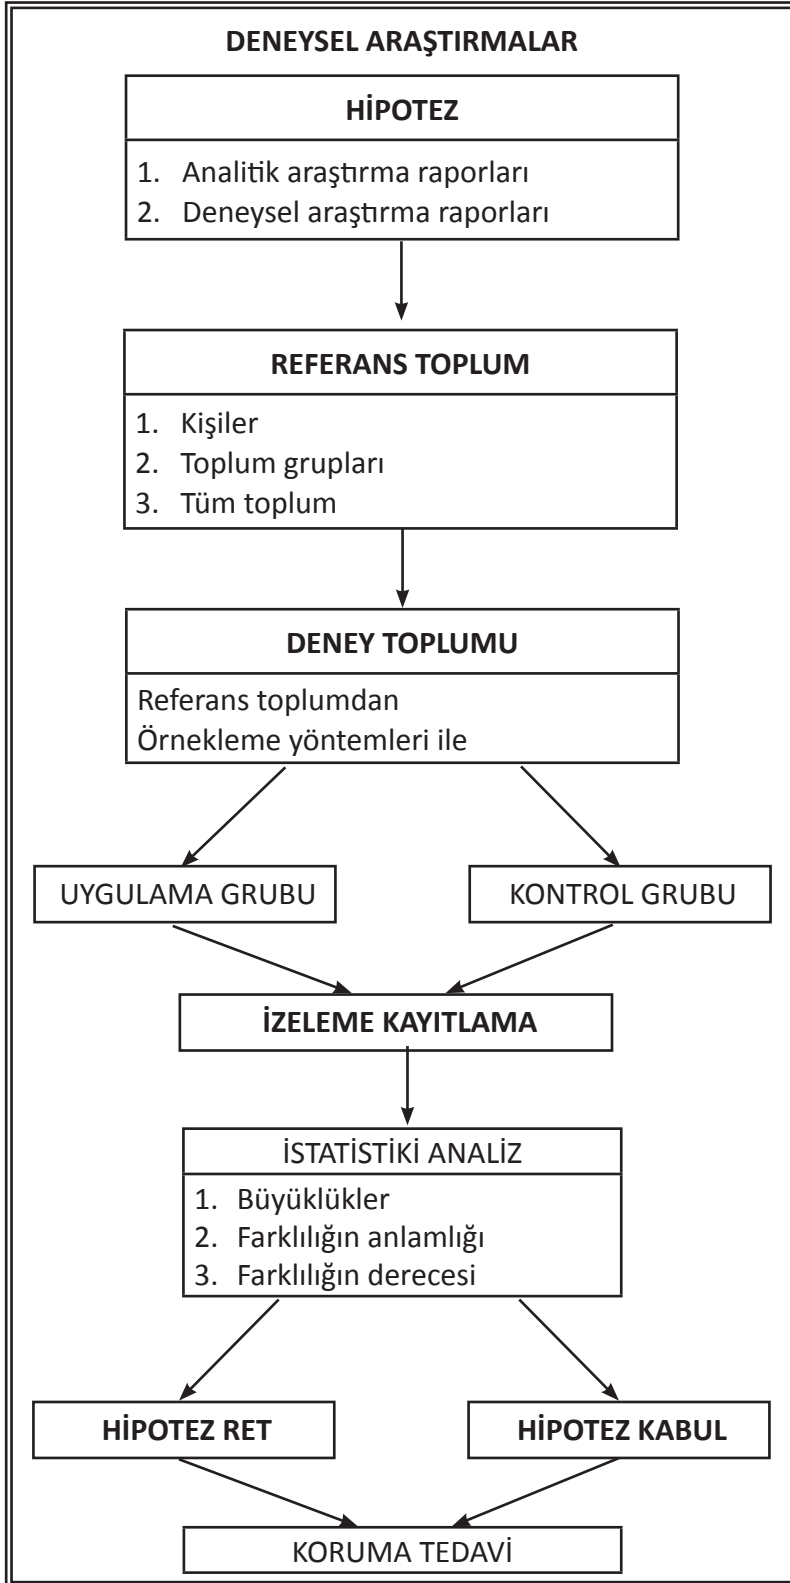 DENEYSEL ARAŞTIRMALAR
HİPOTEZ
1. Analitik araştırma raporları
2. Deneysel araştırma raporları
REFERANS TOPLUM
1. Kişiler
2. Toplum grupları
3. Tüm toplum
DENEY TOPLUMU
Referans toplumdan
Örnekleme yöntemleri ile
UYGULAMA GRUBU
KONTROL GRUBU
İZELEME KAYITLAMA
İSTATİSTİKİ ANALİZ
1. Büyüklükler
2. Farklılığın anlamlığı
3. Farklılığın derecesi
HİPOTEZ RET
HİPOTEZ KABUL
KORUMA TEDAVİ